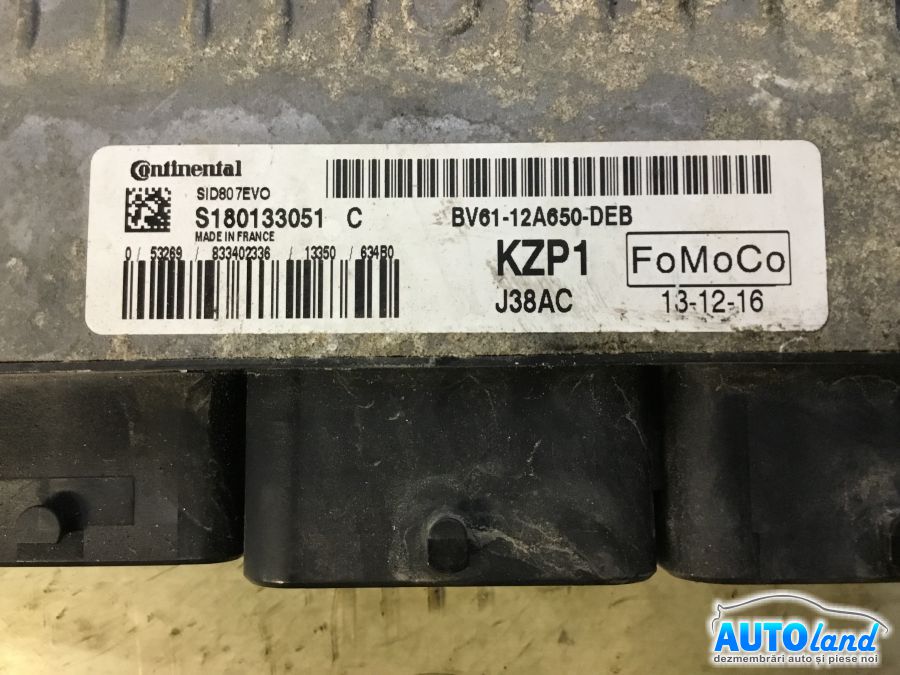 Continental
SID807EVO
S180133051 C
MADE IN FRANCE
0 / 53269 / 833402336 / 13350 / 634B0
BV61-12A650-DEB
KZP1
FoMoCo
J38AC
13-12-16
AUTOland
dezmembrări auto și piese noi